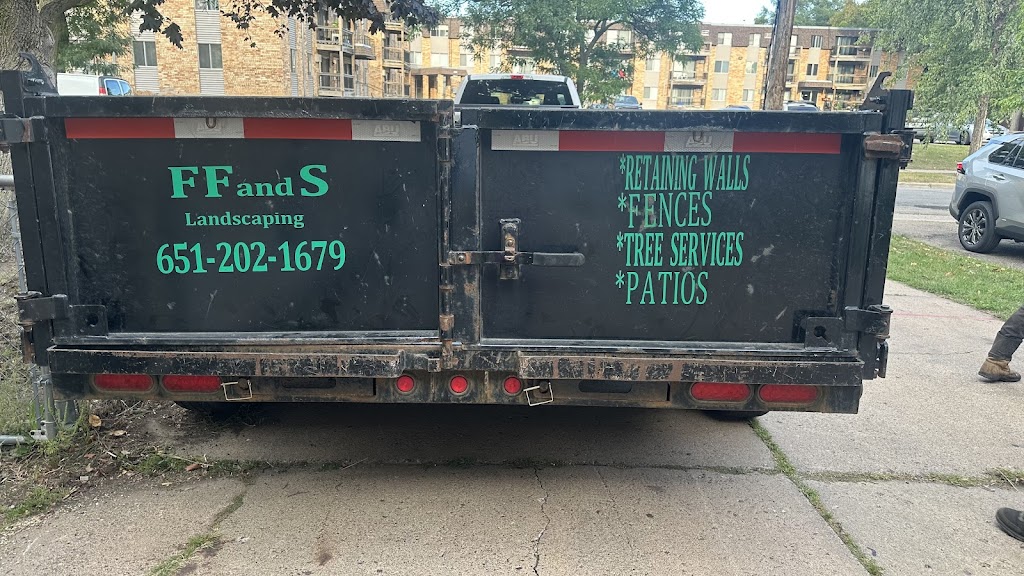 FF and S
Landscaping
651-202-1679
*RETAINING WALLS
*FENCES
*TREE SERVICES
*PATIOS